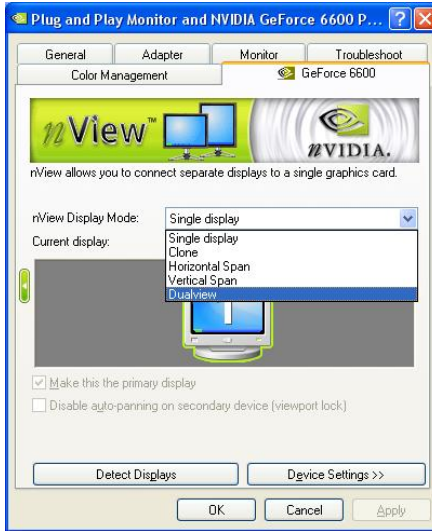 Plug and Play Monitor and NVIDIA GeForce 6600 P...
General Adapter Monitor Troubleshoot
Color Management GeForce 6600
nView™
NVIDIA.
nView allows you to connect separate displays to a single graphics card.
nView Display Mode: Single display
Current display:
Single display
Clone
Horizontal Span
Vertical Span
Dualview
1
Make this the primary display
Disable auto-panning on secondary device (viewport lock)
Detect Displays Device Settings >>
OK Cancel Apply